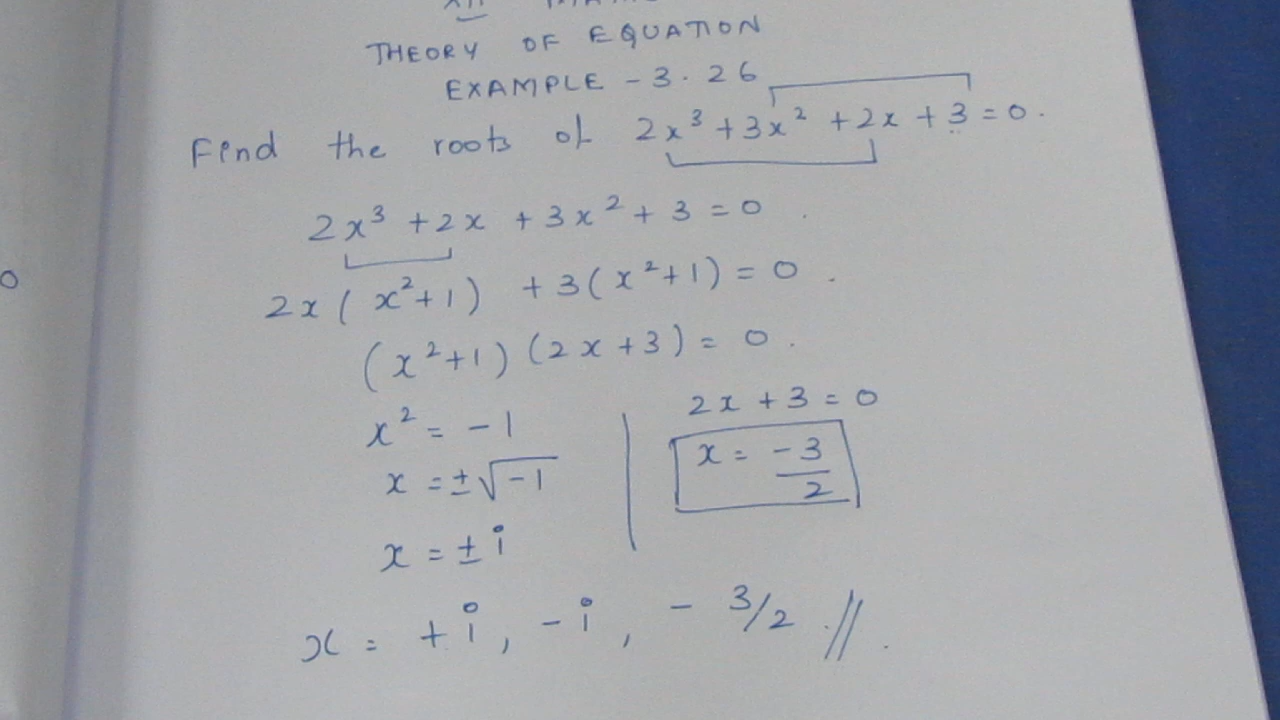 THEORY OF EQUATION
EXAMPLE - 3.26
Find the roots of 2x³ + 3x² + 2x + 3 = 0.
2x³ + 2x + 3x² + 3 = 0.
2x(x²+1) + 3(x²+1) = 0.
(x²+1)(2x+3) = 0.
x² = -1
x = ±√-1
x = ±i
2x + 3 = 0
x = -3/2
x = +i, -i, -3/2 //.